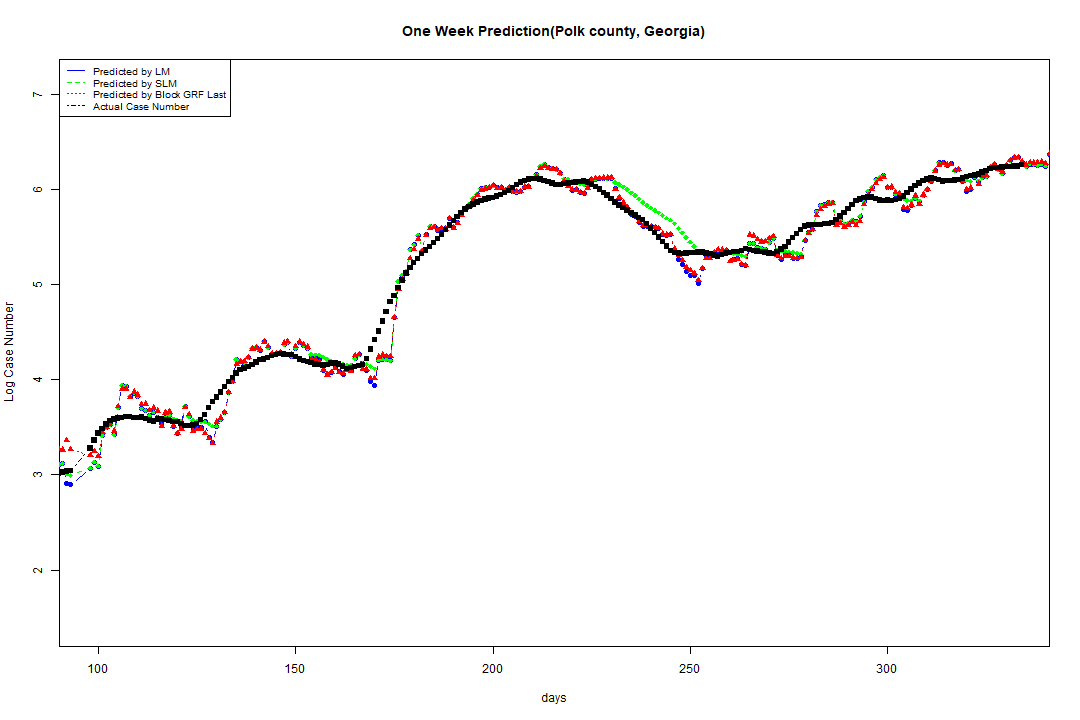 One Week Prediction(Polk county, Georgia)
Predicted by LM
Predicted by SLM
Predicted by Block GRF Last
Actual Case Number
7
6
5
4
3
2
Log Case Number
100 150 200 250 300
days